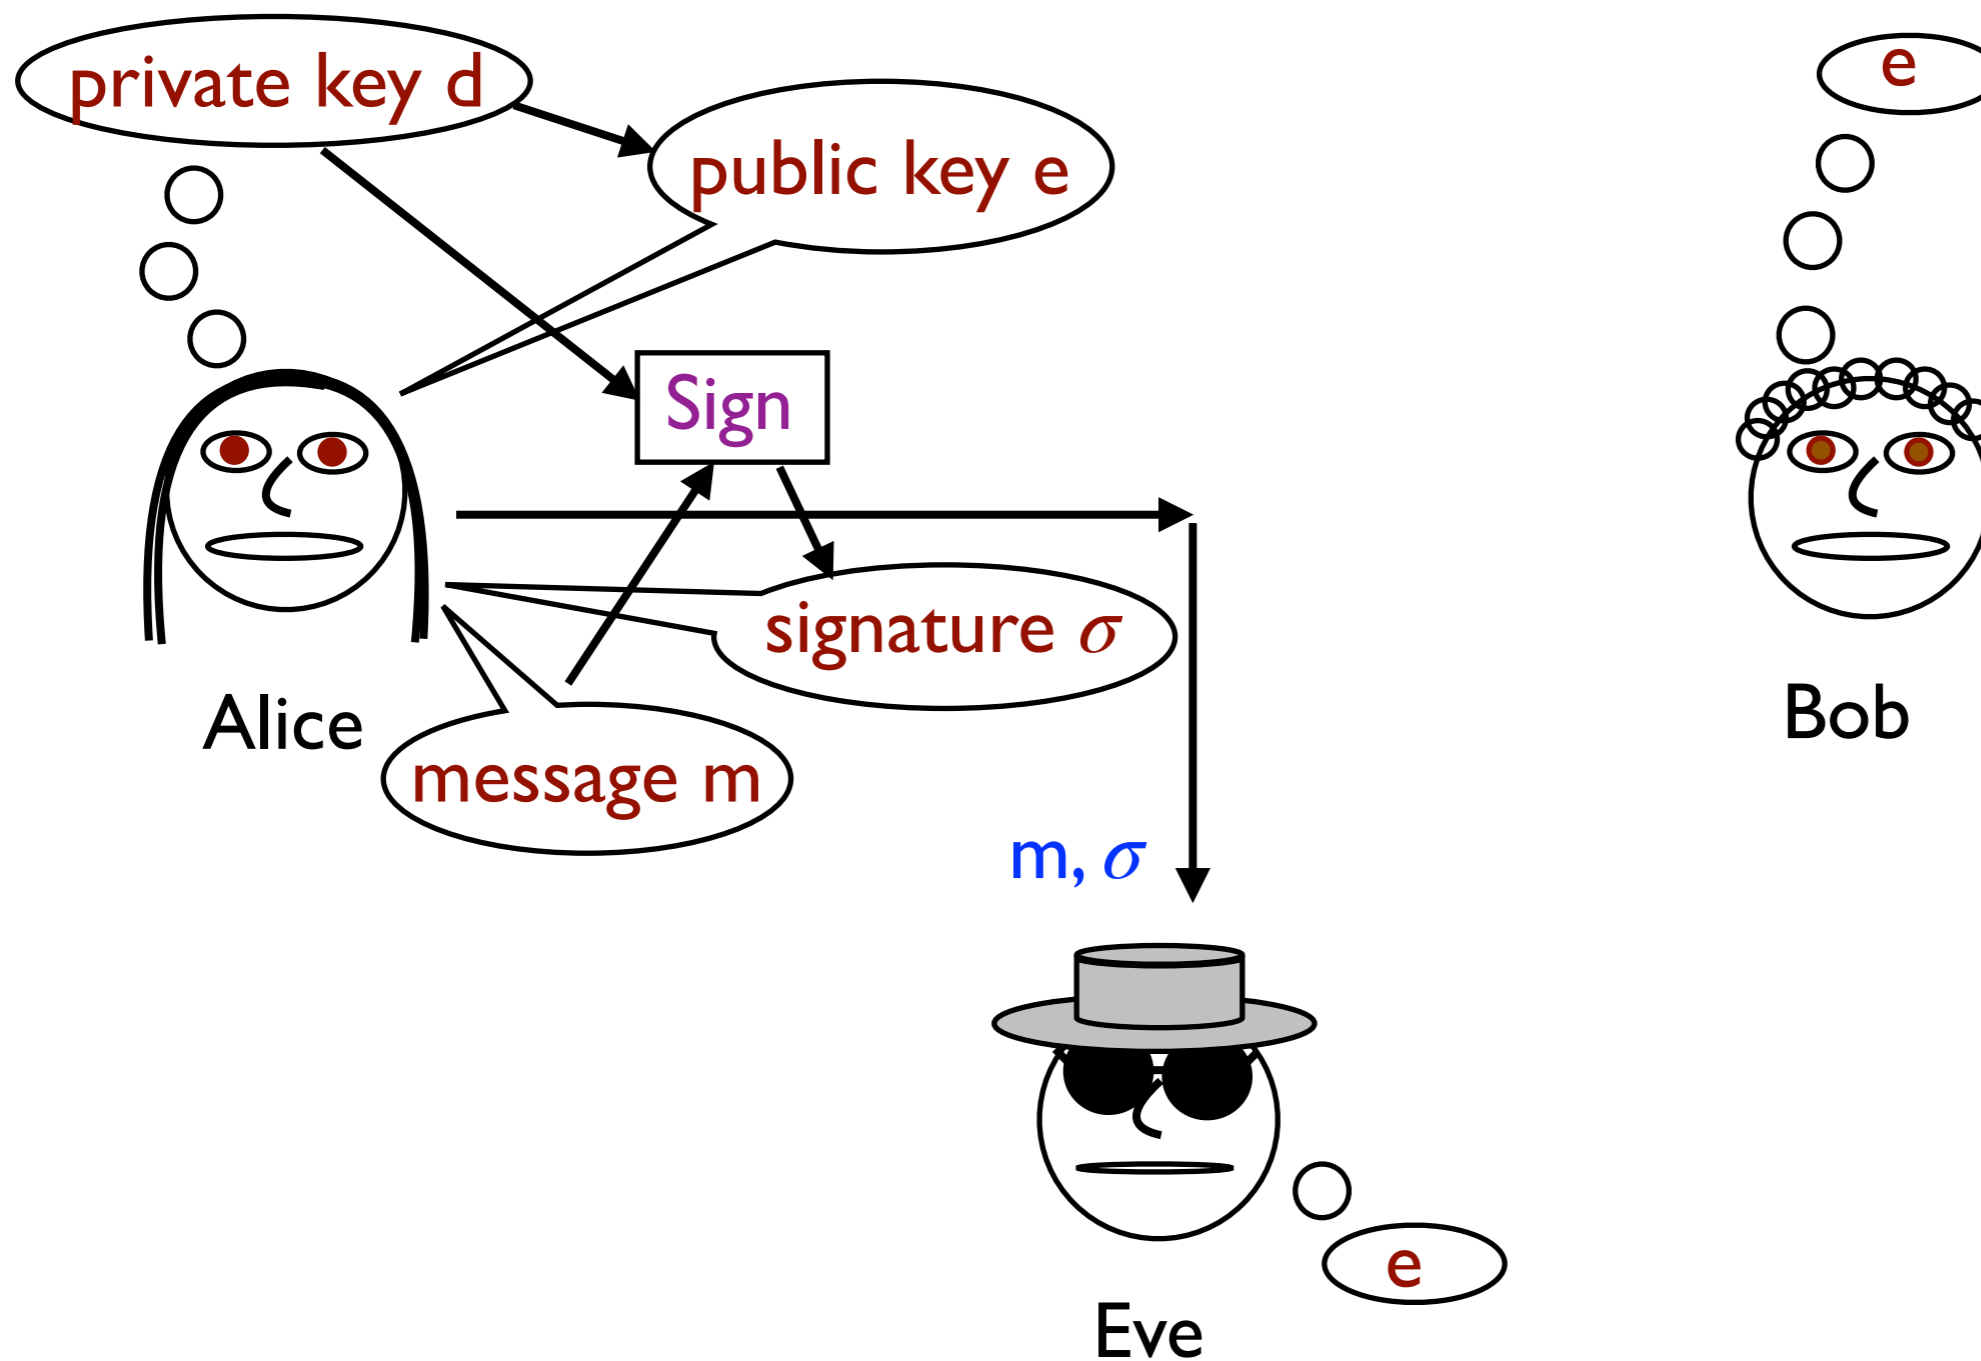 private key d
e
public key e
Sign
signature σ
Alice
Bob
message m
m, σ
e
Eve